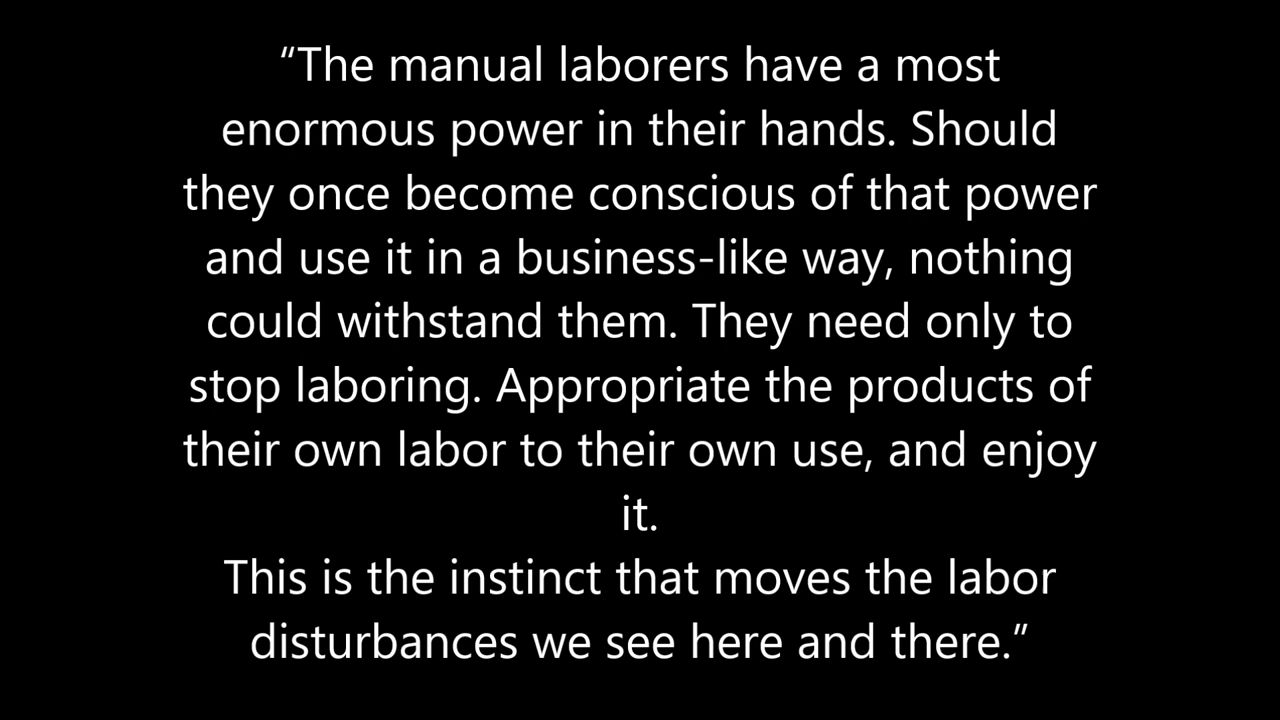 “The manual laborers have a most
enormous power in their hands. Should
they once become conscious of that power
and use it in a business-like way, nothing
could withstand them. They need only to
stop laboring. Appropriate the products of
their own labor to their own use, and enjoy
it.
This is the instinct that moves the labor
disturbances we see here and there.”